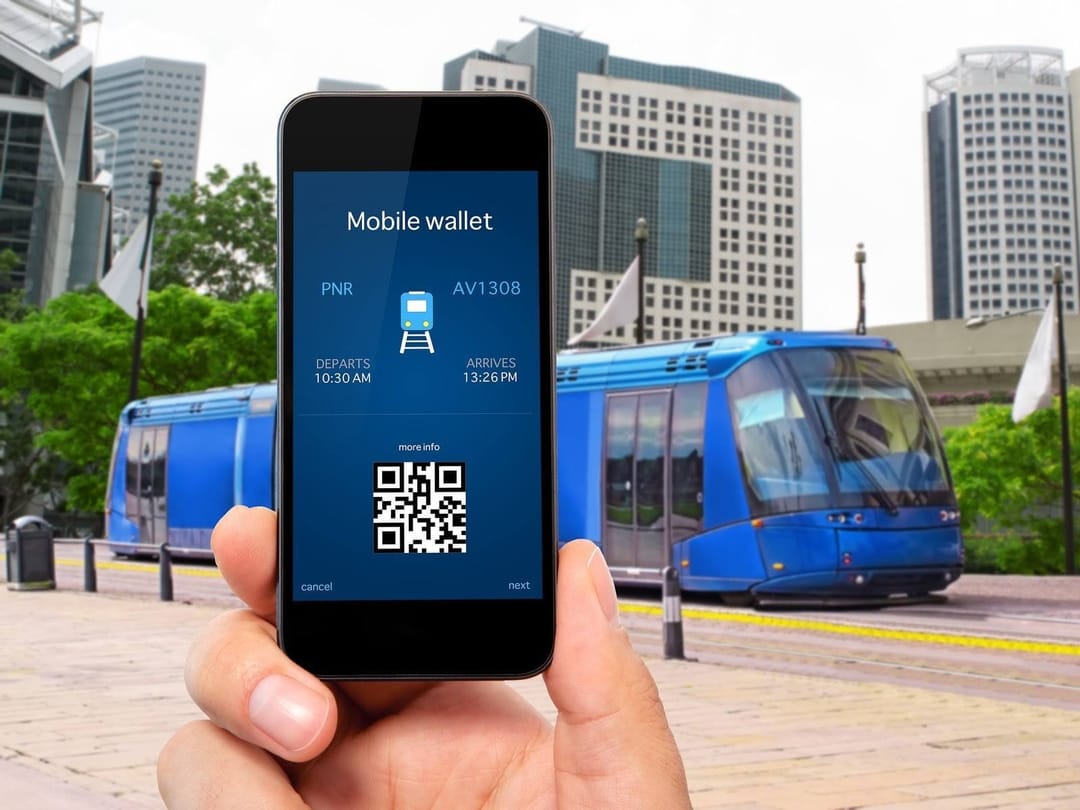 Mobile wallet
PNR AV1308
DEPARTS ARRIVES
10:30 AM 13:26 PM
more info
cancel next